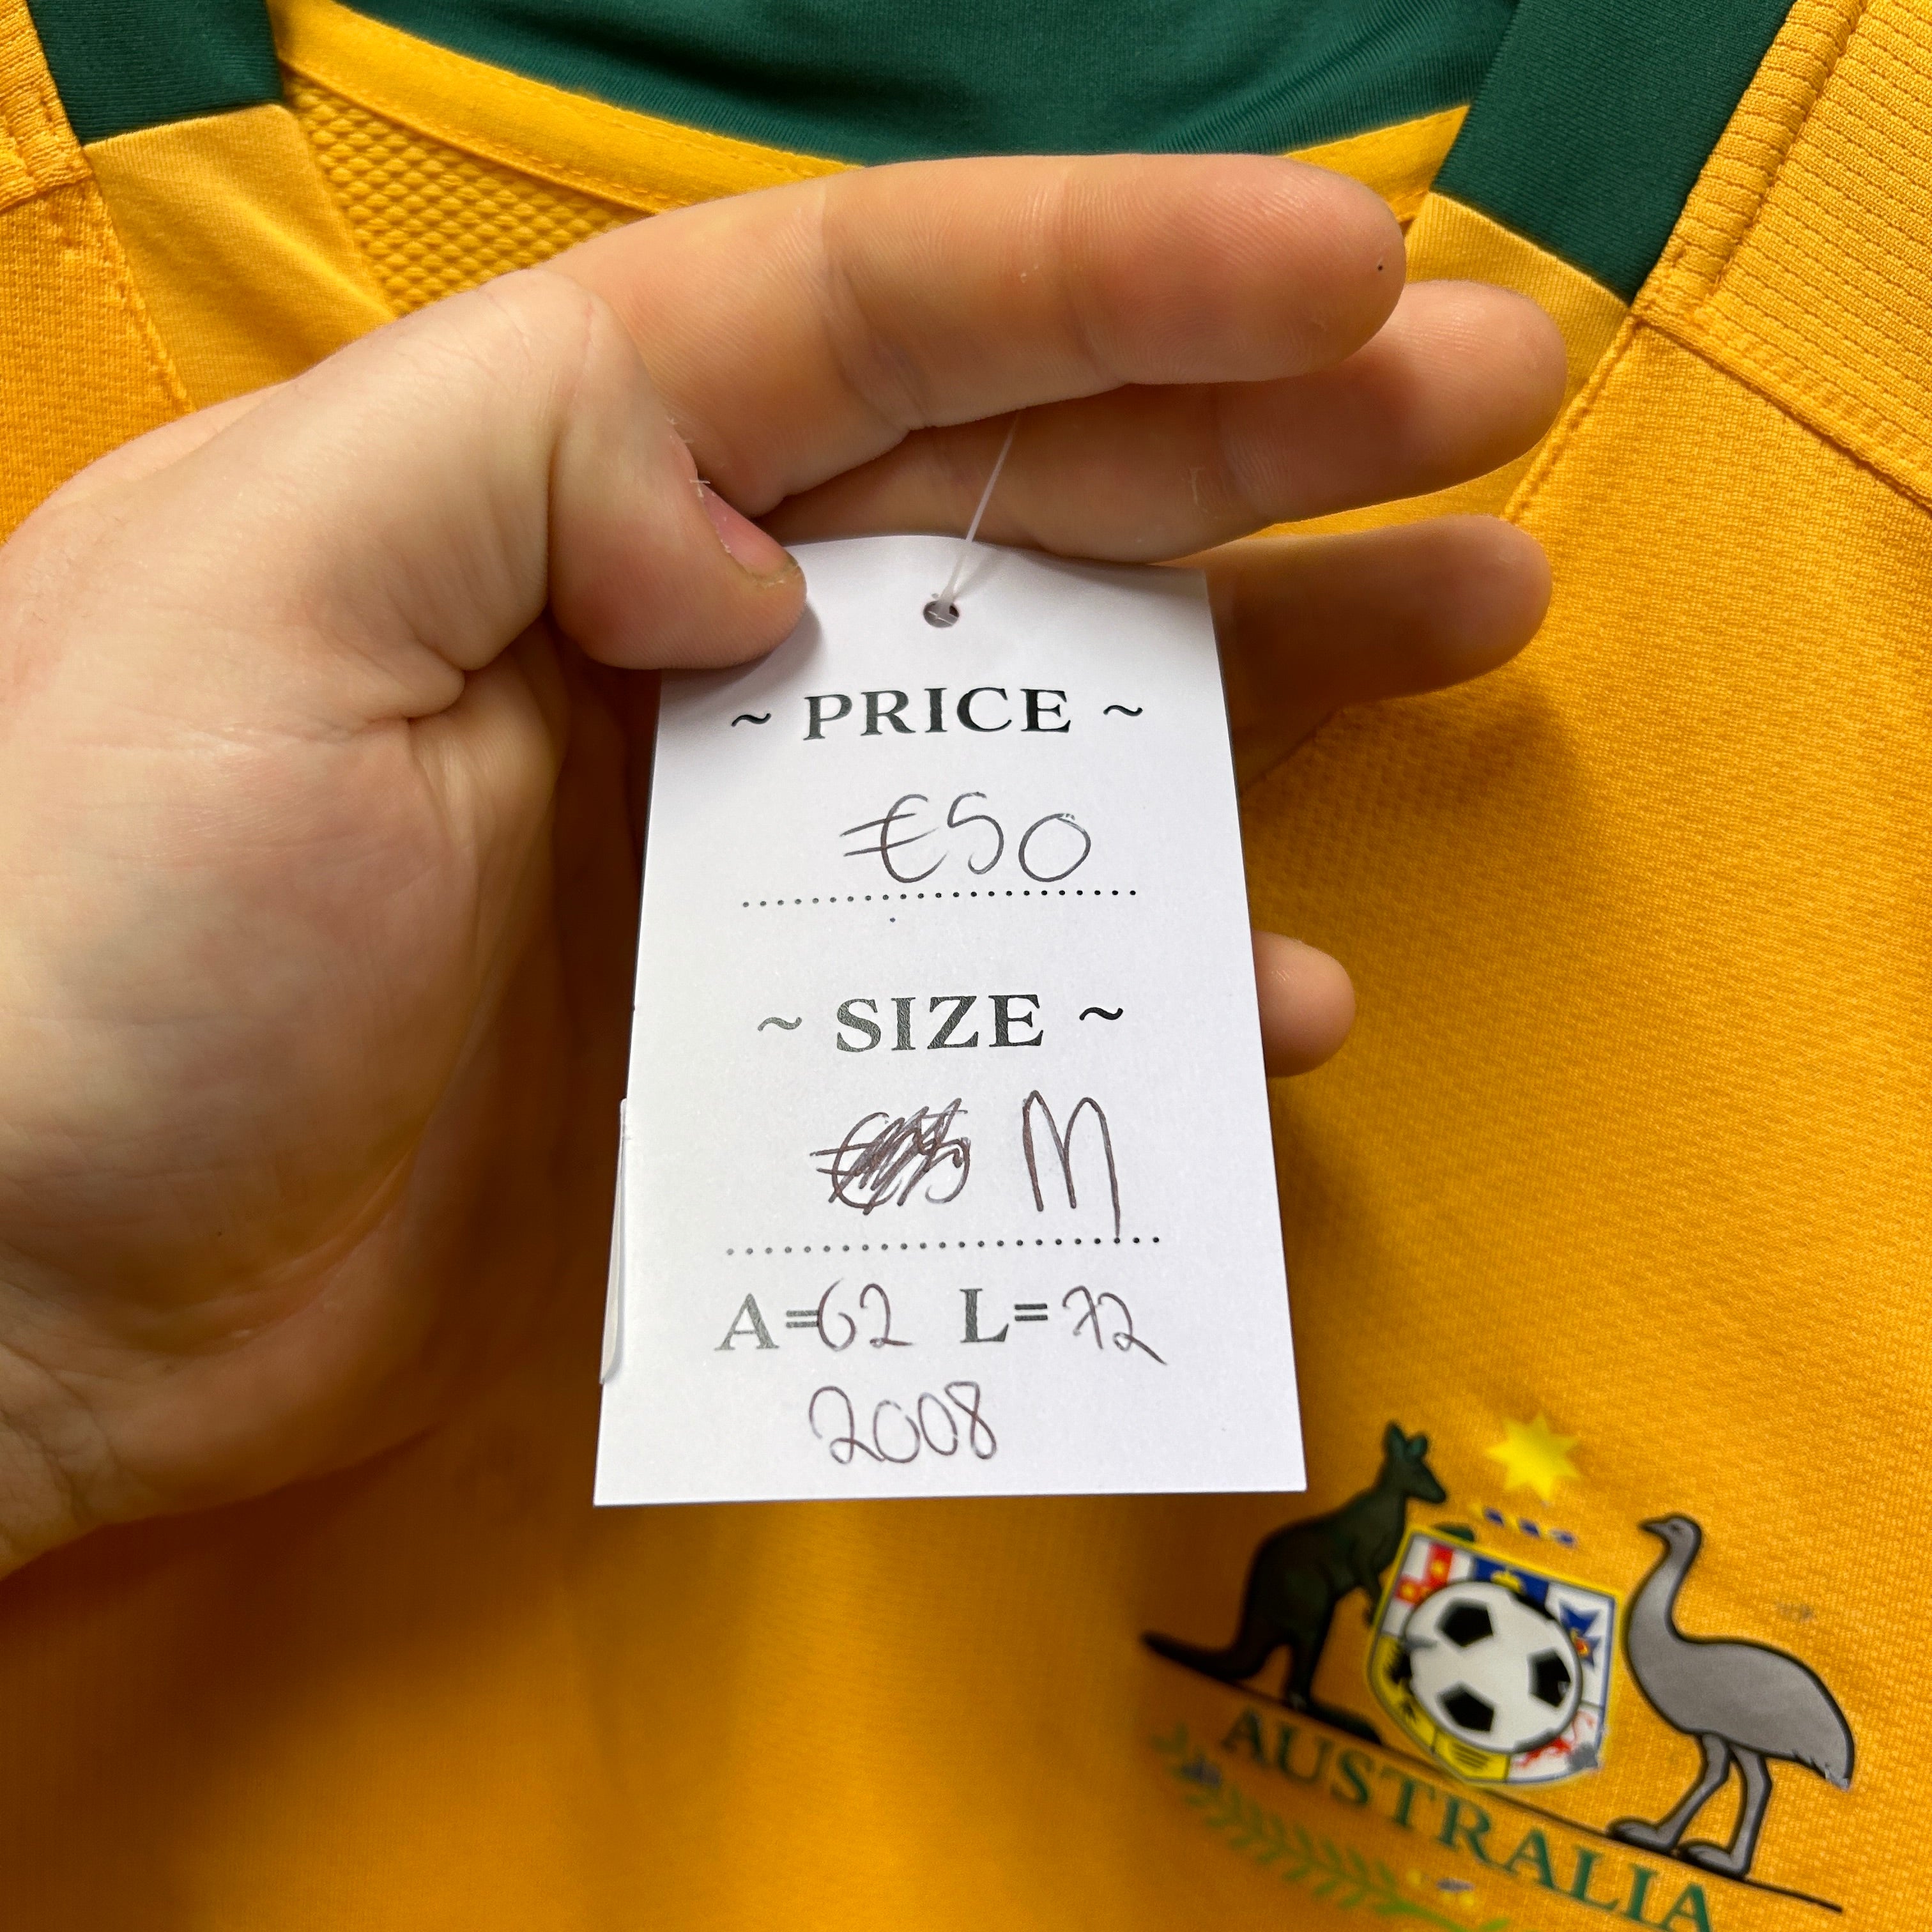 ~ PRICE ~
€50
~ SIZE ~
M
A=62 L=72
2008
AUSTRALIA